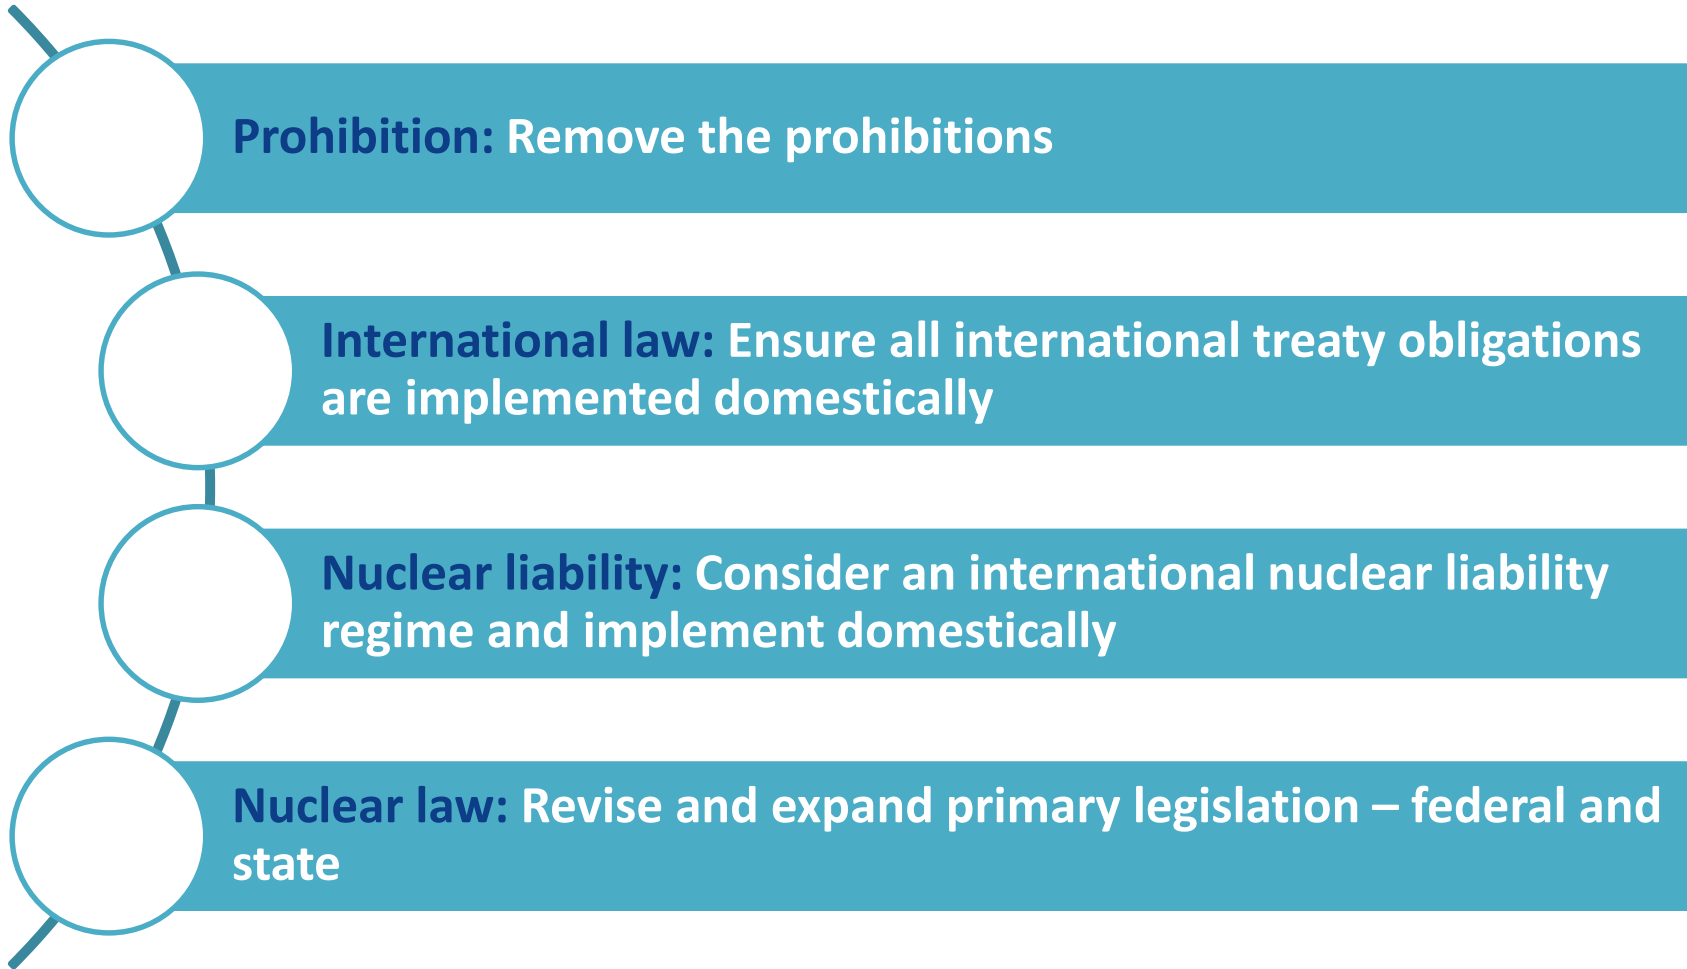 Prohibition: Remove the prohibitions
International law: Ensure all international treaty obligations
are implemented domestically
Nuclear liability: Consider an international nuclear liability
regime and implement domestically
Nuclear law: Revise and expand primary legislation – federal and
state